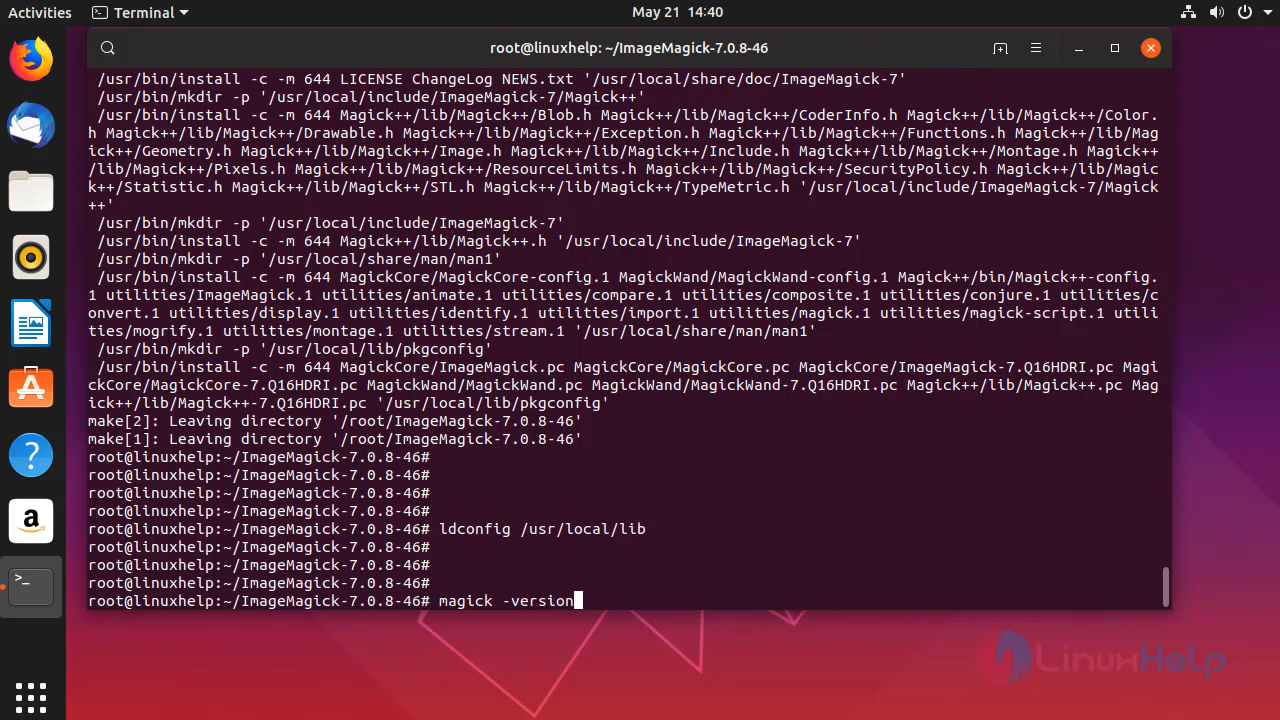 Activities Terminal May 21 14:40
root@linuxhelp: ~/ImageMagick-7.0.8-46
/usr/bin/install -c -m 644 LICENSE ChangeLog NEWS.txt '/usr/local/share/doc/ImageMagick-7'
/usr/bin/mkdir -p '/usr/local/include/ImageMagick-7/Magick++'
/usr/bin/install -c -m 644 Magick++/lib/Magick++/Blob.h Magick++/lib/Magick++/CoderInfo.h Magick++/lib/Magick++/Color.
h Magick++/lib/Magick++/Drawable.h Magick++/lib/Magick++/Exception.h Magick++/lib/Magick++/Functions.h Magick++/lib/Mag
ick++/Geometry.h Magick++/lib/Magick++/Image.h Magick++/lib/Magick++/Include.h Magick++/lib/Magick++/Montage.h Magick++
/lib/Magick++/Pixels.h Magick++/lib/Magick++/ResourceLimits.h Magick++/lib/Magick++/SecurityPolicy.h Magick++/lib/Magic
k++/Statistic.h Magick++/lib/Magick++/STL.h Magick++/lib/Magick++/TypeMetric.h '/usr/local/include/ImageMagick-7/Magick
++'
/usr/bin/mkdir -p '/usr/local/include/ImageMagick-7'
/usr/bin/install -c -m 644 Magick++/lib/Magick++.h '/usr/local/include/ImageMagick-7'
/usr/bin/mkdir -p '/usr/local/share/man/man1'
/usr/bin/install -c -m 644 MagickCore/MagickCore-config.1 MagickWand/MagickWand-config.1 Magick++/bin/Magick++-config.
1 utilities/ImageMagick.1 utilities/animate.1 utilities/compare.1 utilities/composite.1 utilities/conjure.1 utilities/c
onvert.1 utilities/display.1 utilities/identify.1 utilities/import.1 utilities/magick.1 utilities/magick-script.1 utili
ties/mogrify.1 utilities/montage.1 utilities/stream.1 '/usr/local/share/man/man1'
/usr/bin/mkdir -p '/usr/local/lib/pkgconfig'
/usr/bin/install -c -m 644 MagickCore/ImageMagick.pc MagickCore/MagickCore.pc MagickCore/ImageMagick-7.Q16HDRI.pc Magi
ckCore/MagickCore-7.Q16HDRI.pc MagickWand/MagickWand.pc MagickWand/MagickWand-7.Q16HDRI.pc Magick++/lib/Magick++.pc Mag
ick++/lib/Magick++-7.Q16HDRI.pc '/usr/local/lib/pkgconfig'
make[2]: Leaving directory '/root/ImageMagick-7.0.8-46'
make[1]: Leaving directory '/root/ImageMagick-7.0.8-46'
root@linuxhelp:~/ImageMagick-7.0.8-46#
root@linuxhelp:~/ImageMagick-7.0.8-46#
root@linuxhelp:~/ImageMagick-7.0.8-46#
root@linuxhelp:~/ImageMagick-7.0.8-46#
root@linuxhelp:~/ImageMagick-7.0.8-46# ldconfig /usr/local/lib
root@linuxhelp:~/ImageMagick-7.0.8-46#
root@linuxhelp:~/ImageMagick-7.0.8-46#
root@linuxhelp:~/ImageMagick-7.0.8-46#
root@linuxhelp:~/ImageMagick-7.0.8-46# magick -version
LinuxHelp